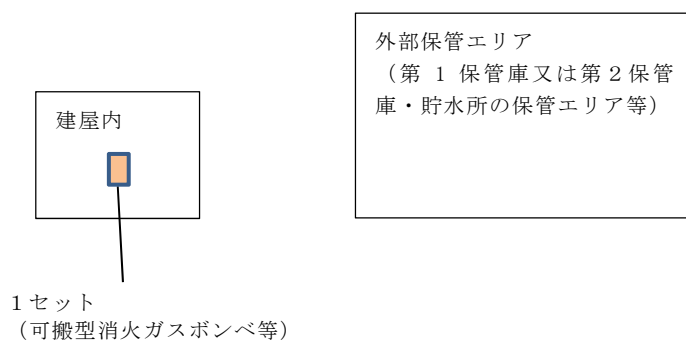 外部保管エリア
（第 1 保管庫又は第２保管
庫・貯水所の保管エリア等）
建屋内
１セット
（可搬型消火ガスボンベ等）